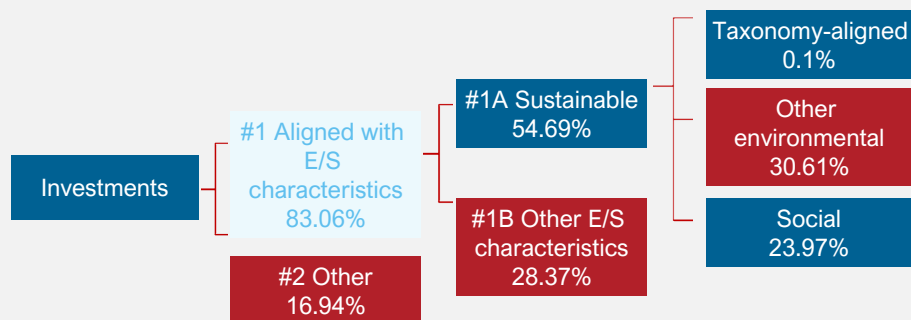 Investments
#1 Aligned with
E/S
characteristics
83.06%
#2 Other
16.94%
#1A Sustainable
54.69%
#1B Other E/S
characteristics
28.37%
Taxonomy-aligned
0.1%
Other
environmental
30.61%
Social
23.97%